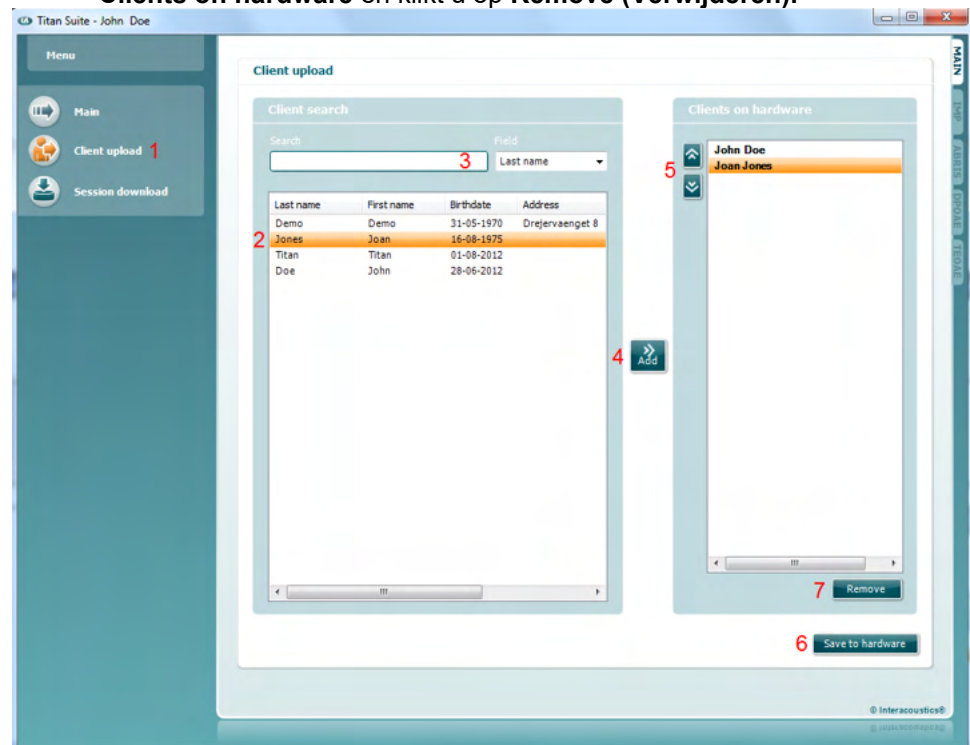 Clients on hardware en klikt u op Remove (Verwijderen).
Titan Suite - John Doe
Menu
Main
Client upload 1
Session download
Client upload
Client search
Search
Field
3
Last name
Last name First name Birthdate Address
Demo Demo 31-05-1970 Drejervaenget 8
2 Jones Joan 16-08-1975
Titan Titan 01-08-2012
Doe John 28-06-2012
4 Add
Clients on hardware
5
John Doe
Joan Jones
7 Remove
6 Save to hardware
MAIN
IMP
ABRIS
DPOAE
TEOAE
© Interacoustics®